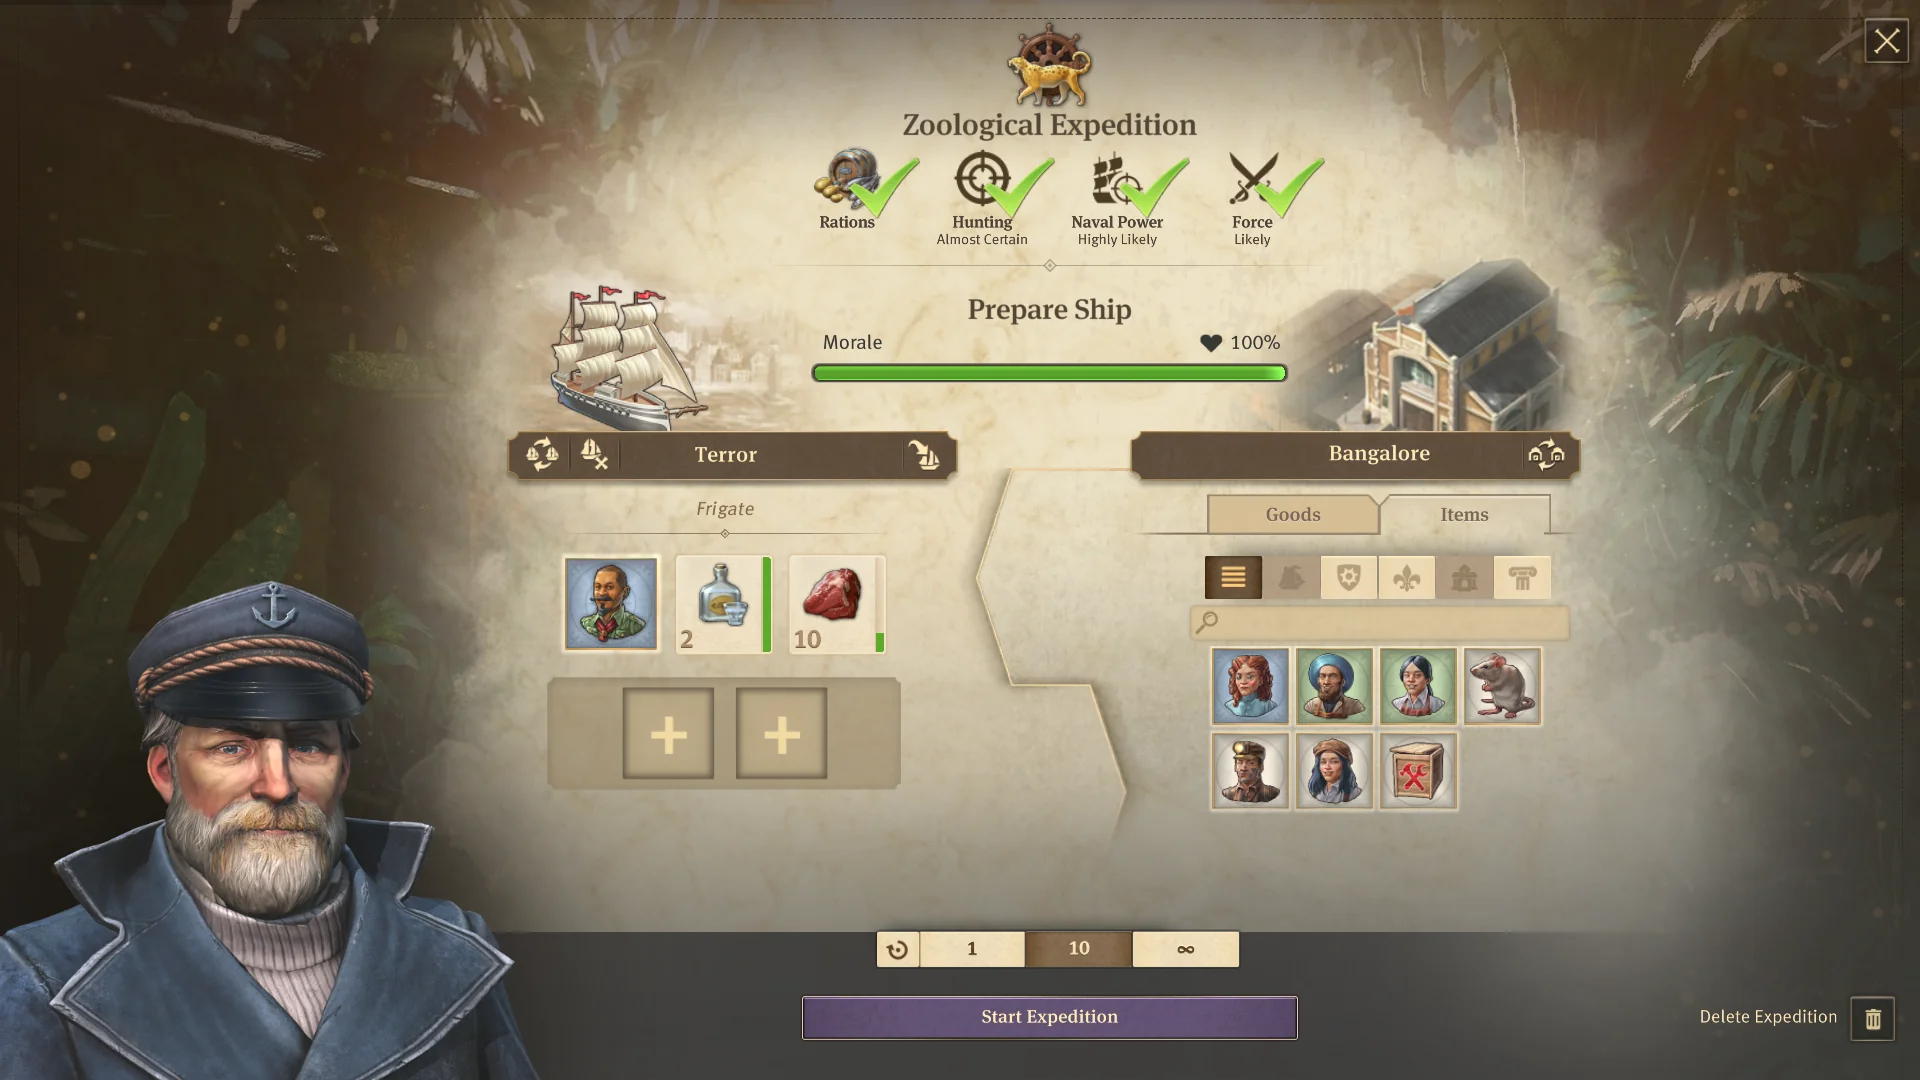 Zoological Expedition
Rations
Hunting
Almost Certain
Naval Power
Highly Likely
Force
Likely
Prepare Ship
Morale
100%
Terror
Bangalore
Frigate
Goods
Items
2
10
1
10
∞
Start Expedition
Delete Expedition